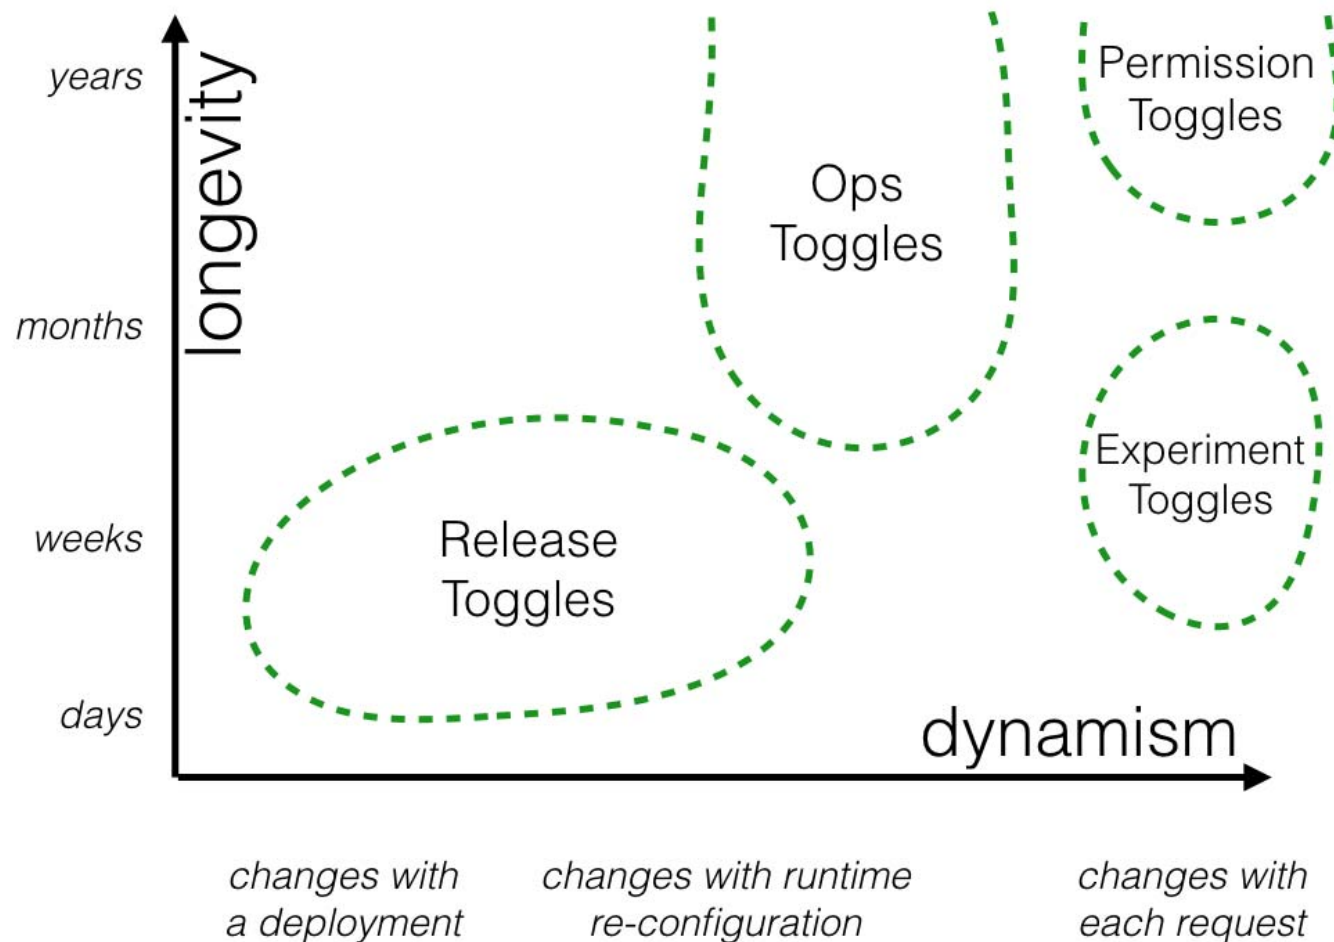 years
longevity
Permission
Toggles
Ops
Toggles
months
Experiment
Toggles
weeks
Release
Toggles
days
dynamism
changes with
a deployment
changes with runtime
re-configuration
changes with
each request